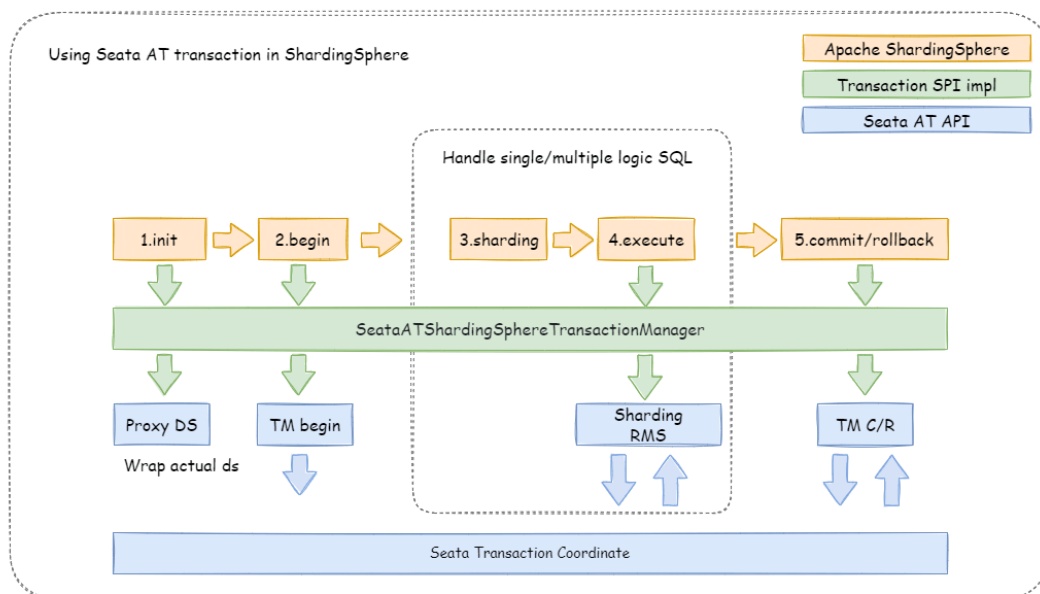 Using Seata AT transaction in ShardingSphere
Apache ShardingSphere
Transaction SPI impl
Seata AT API
Handle single/multiple logic SQL
1.init
2.begin
3.sharding
4.execute
5.commit/rollback
SeataATShardingSphereTransactionManager
Proxy DS
TM begin
Sharding
RMS
TM C/R
Wrap actual ds
Seata Transaction Coordinate